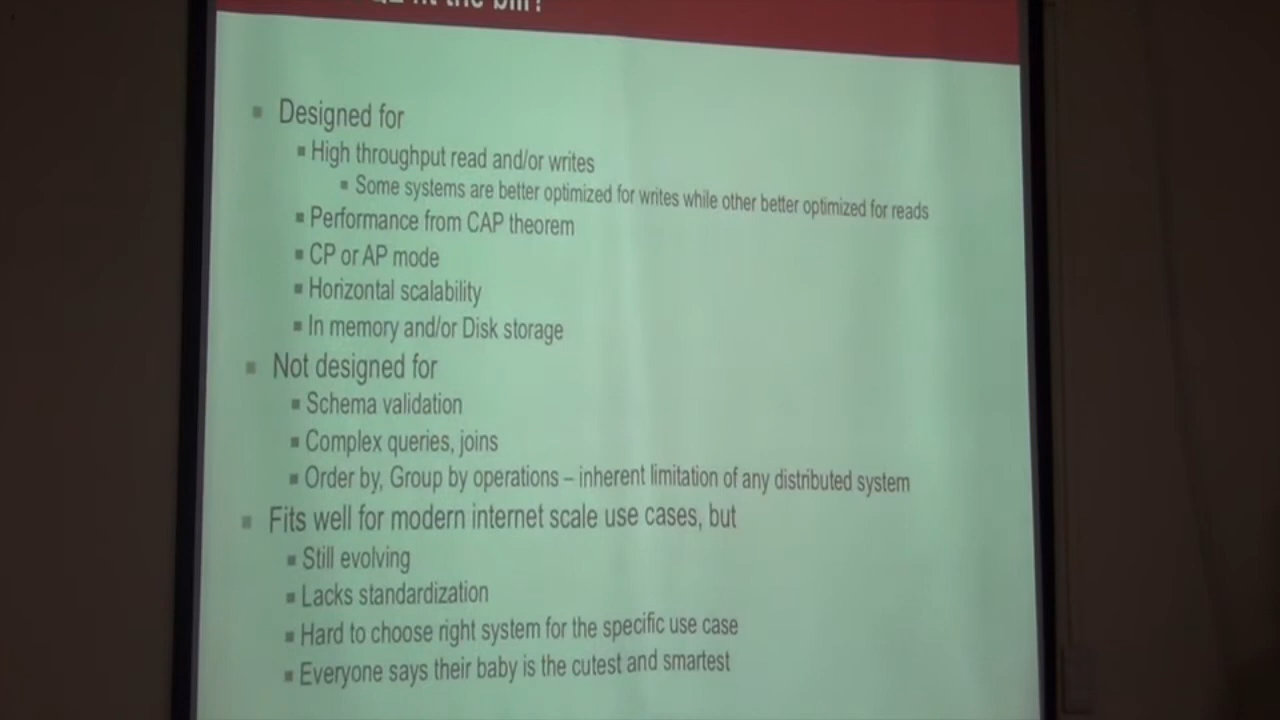 fit the bill?
Designed for
High throughput read and/or writes
Some systems are better optimized for writes while other better optimized for reads
Performance from CAP theorem
CP or AP mode
Horizontal scalability
In memory and/or Disk storage
Not designed for
Schema validation
Complex queries, joins
Order by, Group by operations – inherent limitation of any distributed system
Fits well for modern internet scale use cases, but
Still evolving
Lacks standardization
Hard to choose right system for the specific use case
Everyone says their baby is the cutest and smartest